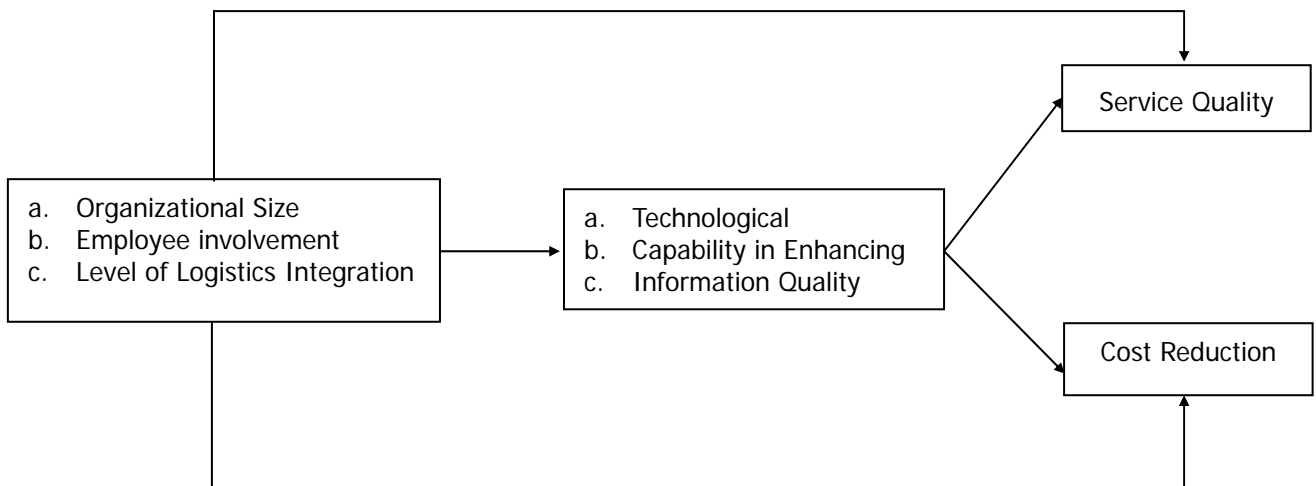 a. Organizational Size
b. Employee involvement
c. Level of Logistics Integration
a. Technological
b. Capability in Enhancing
c. Information Quality
Service Quality
Cost Reduction